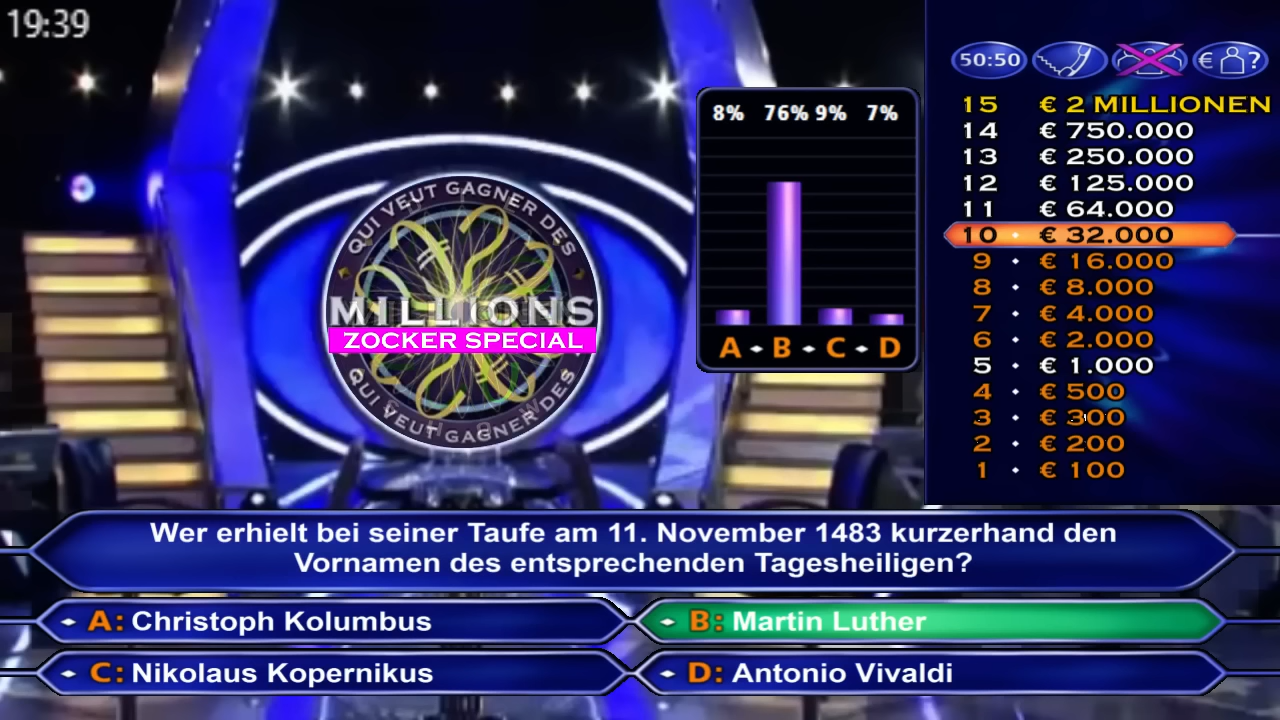 19:39
QUI VEUT GAGNER DES
MILLIONS
ZOCKER SPECIAL
QUI VEUT GAGNER DES
8% 76% 9% 7%
A B C D
50:50 € ?
15 € 2 MILLIONEN
14 € 750.000
13 € 250.000
12 € 125.000
11 € 64.000
10 € 32.000
9 € 16.000
8 € 8.000
7 € 4.000
6 € 2.000
5 € 1.000
4 € 500
3 € 300
2 € 200
1 € 100
Wer erhielt bei seiner Taufe am 11. November 1483 kurzerhand den
Vornamen des entsprechenden Tagesheiligen?
A: Christoph Kolumbus
B: Martin Luther
C: Nikolaus Kopernikus
D: Antonio Vivaldi